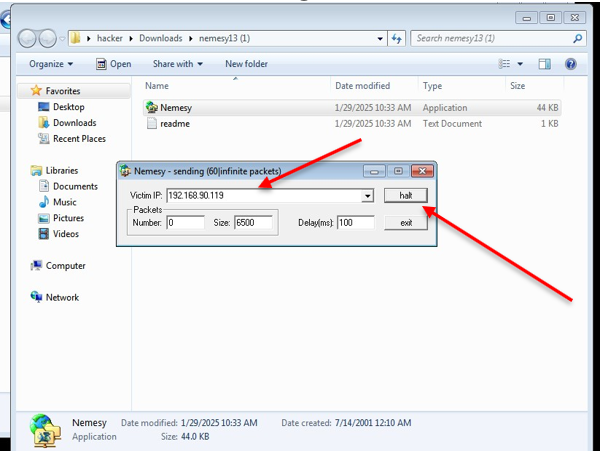 hacker Downloads nemesy13 (1)
Search nemesy13 (1)
Organize Open Share with New folder
Name Date modified Type Size
Favorites
Desktop
Downloads
Recent Places
Libraries
Documents
Music
Pictures
Videos
Computer
Network
Nemesy 1/29/2025 10:33 AM Application 44 KB
readme 1/29/2025 10:33 AM Text Document 1 KB
Nemesy - sending (60|infinite packets)
Victim IP: 192.168.90.119 halt
Packets
Number: 0 Size: 6500 Delay(ms): 100 exit
Nemesy Date modified: 1/29/2025 10:33 AM Date created: 7/14/2001 12:10 AM
Application Size: 44.0 KB